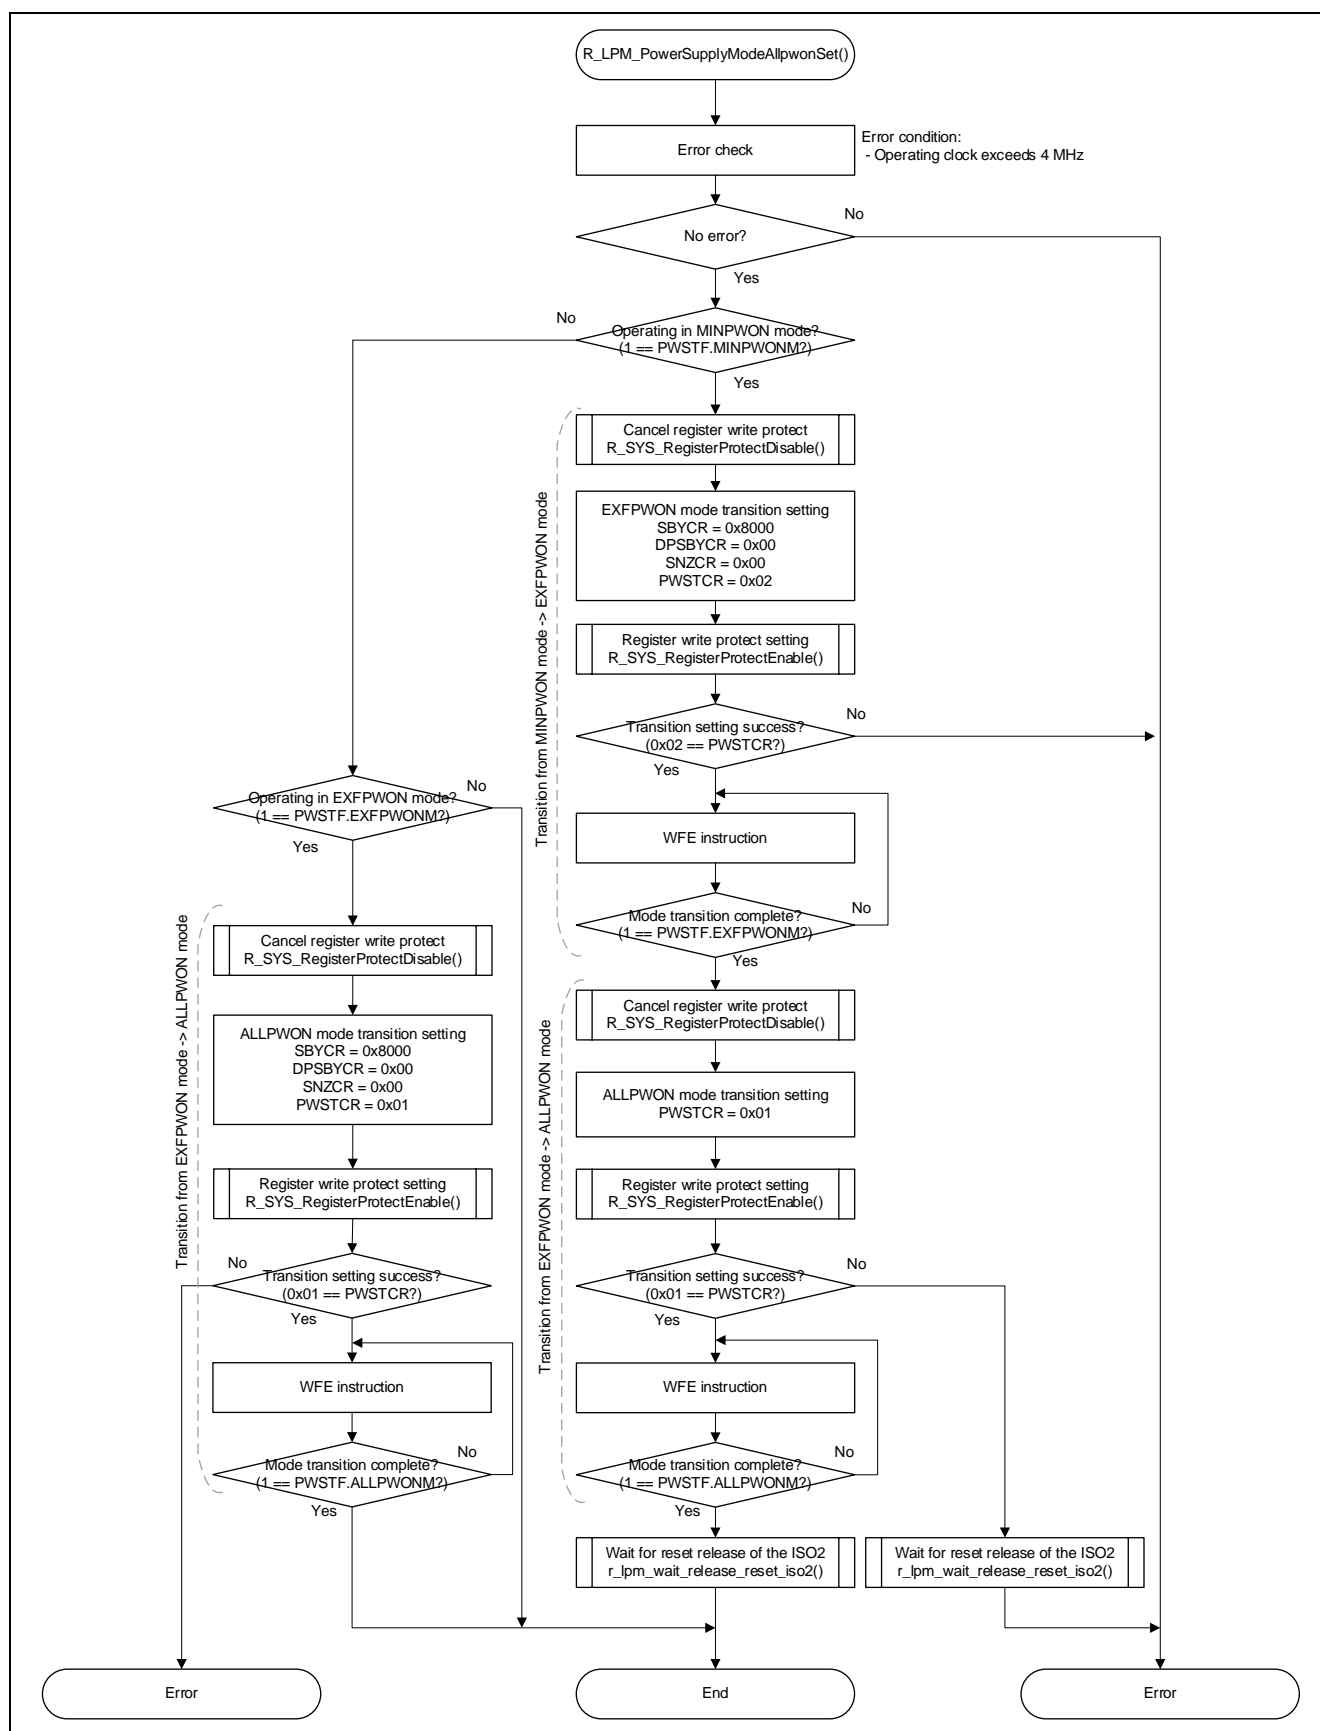 R_LPM_PowerSupplyModeAllpwonSet()
Error check
Error condition:
- Operating clock exceeds 4 MHz
No error?
No
Yes
Operating in MINPWON mode?
(1 == PWSTF.MINPWONM?)
No
Yes
Transition from MINPWON mode -> EXFPWON mode
Cancel register write protect
R_SYS_RegisterProtectDisable()
EXFPWON mode transition setting
SBYCR = 0x8000
DPSBYCR = 0x00
SNZCR = 0x00
PWSTCR = 0x02
Register write protect setting
R_SYS_RegisterProtectEnable()
Transition setting success?
(0x02 == PWSTCR?)
No
Yes
WFE instruction
Mode transition complete?
(1 == PWSTF.EXFPWONM?)
No
Yes
Transition from EXFPWON mode -> ALLPWON mode
Cancel register write protect
R_SYS_RegisterProtectDisable()
ALLPWON mode transition setting
PWSTCR = 0x01
Register write protect setting
R_SYS_RegisterProtectEnable()
Transition setting success?
(0x01 == PWSTCR?)
No
Yes
WFE instruction
Mode transition complete?
(1 == PWSTF.ALLPWONM?)
No
Yes
Wait for reset release of the ISO2
r_lpm_wait_release_reset_iso2()
Wait for reset release of the ISO2
r_lpm_wait_release_reset_iso2()
Operating in EXFPWON mode?
(1 == PWSTF.EXFPWONM?)
No
Yes
Transition from EXFPWON mode -> ALLPWON mode
Cancel register write protect
R_SYS_RegisterProtectDisable()
ALLPWON mode transition setting
SBYCR = 0x8000
DPSBYCR = 0x00
SNZCR = 0x00
PWSTCR = 0x01
Register write protect setting
R_SYS_RegisterProtectEnable()
Transition setting success?
(0x01 == PWSTCR?)
No
Yes
WFE instruction
Mode transition complete?
(1 == PWSTF.ALLPWONM?)
No
Yes
Error
End
Error